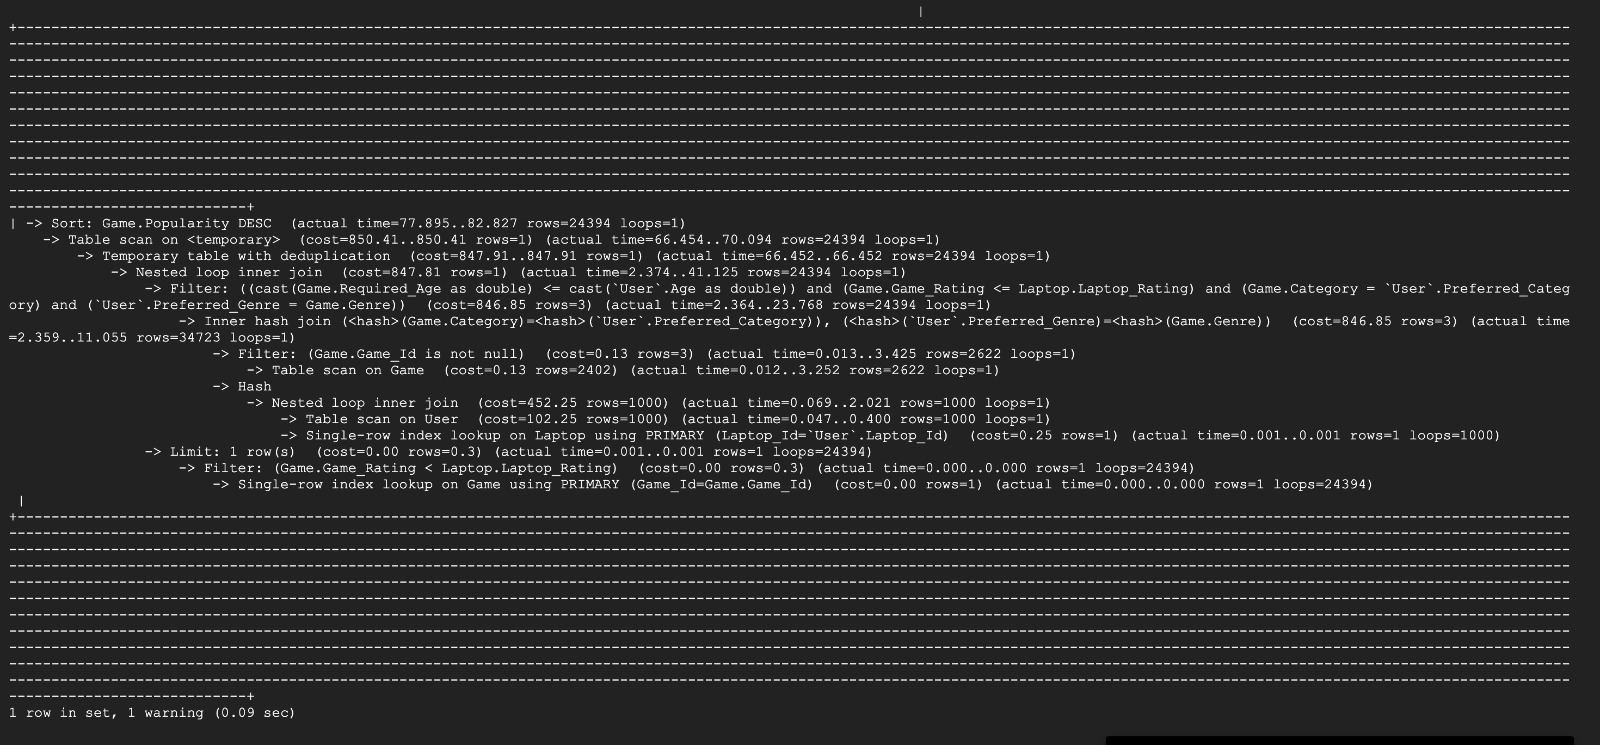 |
+------------------------------------------------------------------------------------------------------------------------------------------------------------------------------------------
| -> Sort: Game.Popularity DESC  (actual time=77.895..82.827 rows=24394 loops=1)
    -> Table scan on <temporary>  (cost=850.41..850.41 rows=1) (actual time=66.454..70.094 rows=24394 loops=1)
        -> Temporary table with deduplication  (cost=847.91..847.91 rows=1) (actual time=66.452..66.452 rows=24394 loops=1)
            -> Nested loop inner join  (cost=847.81 rows=1) (actual time=2.374..41.125 rows=24394 loops=1)
                -> Filter: ((cast(Game.Required_Age as double) <= cast(`User`.Age as double)) and (Game.Game_Rating <= Laptop.Laptop_Rating) and (Game.Category = `User`.Preferred_Categ
ory) and (`User`.Preferred_Genre = Game.Genre))  (cost=846.85 rows=3) (actual time=2.364..23.768 rows=24394 loops=1)
                    -> Inner hash join (<hash>(Game.Category)=<hash>(`User`.Preferred_Category)), (<hash>(`User`.Preferred_Genre)=<hash>(Game.Genre))  (cost=846.85 rows=3) (actual time
=2.359..11.055 rows=34723 loops=1)
                        -> Filter: (Game.Game_Id is not null)  (cost=0.13 rows=3) (actual time=0.013..3.425 rows=2622 loops=1)
                            -> Table scan on Game  (cost=0.13 rows=2402) (actual time=0.012..3.252 rows=2622 loops=1)
                        -> Hash
                            -> Nested loop inner join  (cost=452.25 rows=1000) (actual time=0.069..2.021 rows=1000 loops=1)
                                -> Table scan on User  (cost=102.25 rows=1000) (actual time=0.047..0.400 rows=1000 loops=1)
                                -> Single-row index lookup on Laptop using PRIMARY (Laptop_Id=`User`.Laptop_Id)  (cost=0.25 rows=1) (actual time=0.001..0.001 rows=1 loops=1000)
                -> Limit: 1 row(s)  (cost=0.00 rows=0.3) (actual time=0.001..0.001 rows=1 loops=24394)
                    -> Filter: (Game.Game_Rating < Laptop.Laptop_Rating)  (cost=0.00 rows=0.3) (actual time=0.000..0.000 rows=1 loops=24394)
                        -> Single-row index lookup on Game using PRIMARY (Game_Id=Game.Game_Id)  (cost=0.00 rows=1) (actual time=0.000..0.000 rows=1 loops=24394)
 |
+------------------------------------------------------------------------------------------------------------------------------------------------------------------------------------------
1 row in set, 1 warning (0.09 sec)